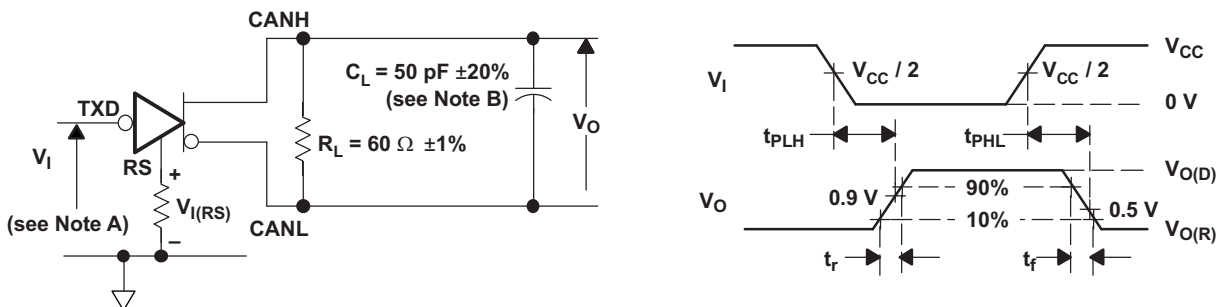 CANH
C_L = 50 pF ±20%
(see Note B)
TXD
V_O
V_I
RS
R_L = 60 Ω ±1%
+
V_I(RS)
(see Note A)
–
CANL
V_CC
V_I
V_CC / 2
V_CC / 2
0 V
t_PLH
t_PHL
V_O(D)
0.9 V
90%
V_O
10%
0.5 V
V_O(R)
t_r
t_f